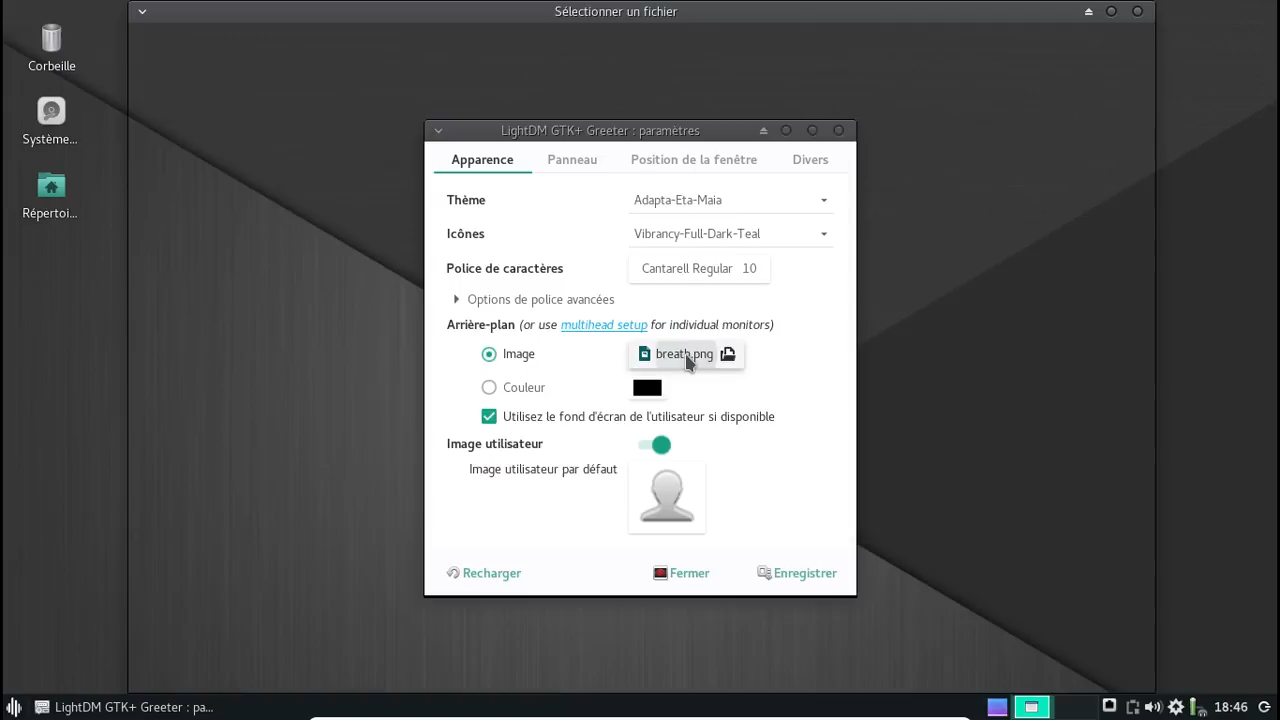 Sélectionner un fichier
Corbeille
Système...
Répertoi...
LightDM GTK+ Greeter : paramètres
Apparence Panneau Position de la fenêtre Divers
Thème Adapta-Eta-Maia
Icônes Vibrancy-Full-Dark-Teal
Police de caractères Cantarell Regular 10
Options de police avancées
Arrière-plan (or use multihead setup for individual monitors)
Image breath.png
Couleur
Utilisez le fond d'écran de l'utilisateur si disponible
Image utilisateur
Image utilisateur par défaut
Recharger Fermer Enregistrer
LightDM GTK+ Greeter : pa... 18:46